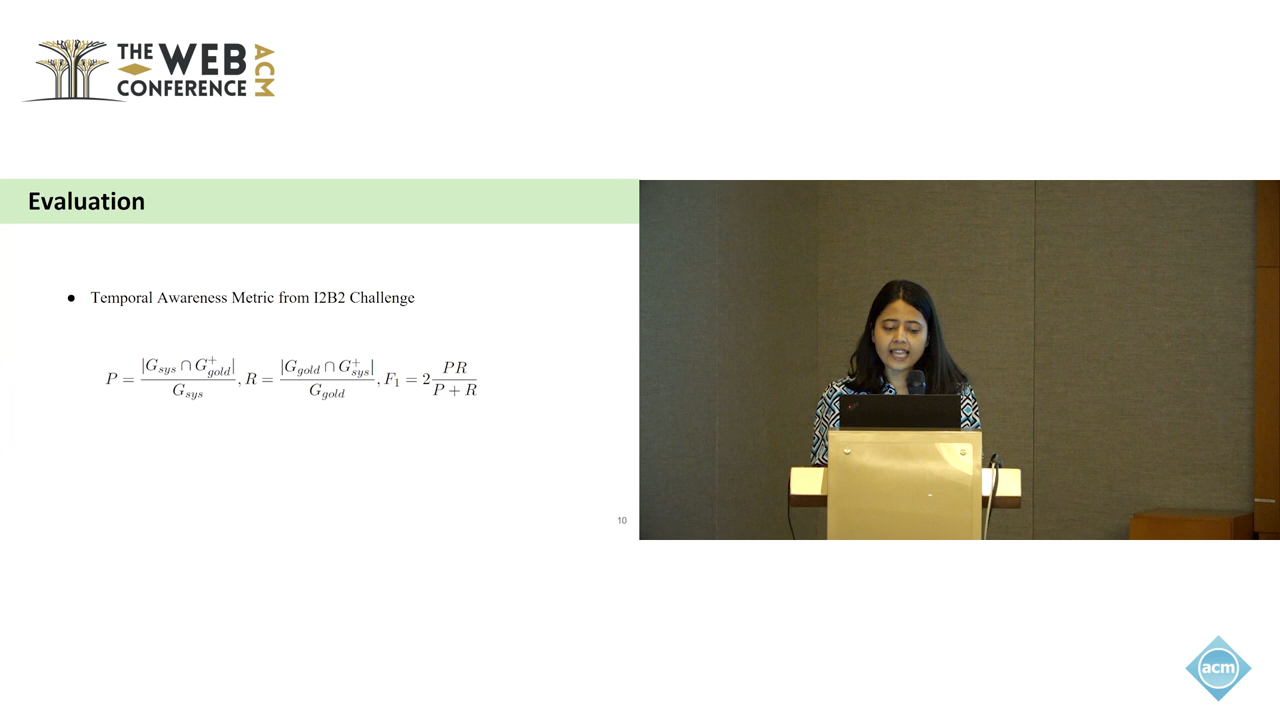 THE WEB
CONFERENCE
ACM
Evaluation
● Temporal Awareness Metric from I2B2 Challenge
P = |G_sys ∩ G^+_gold| / G_sys, R = |G_gold ∩ G^+_sys| / G_gold, F_1 = 2 PR / P + R
10
acm